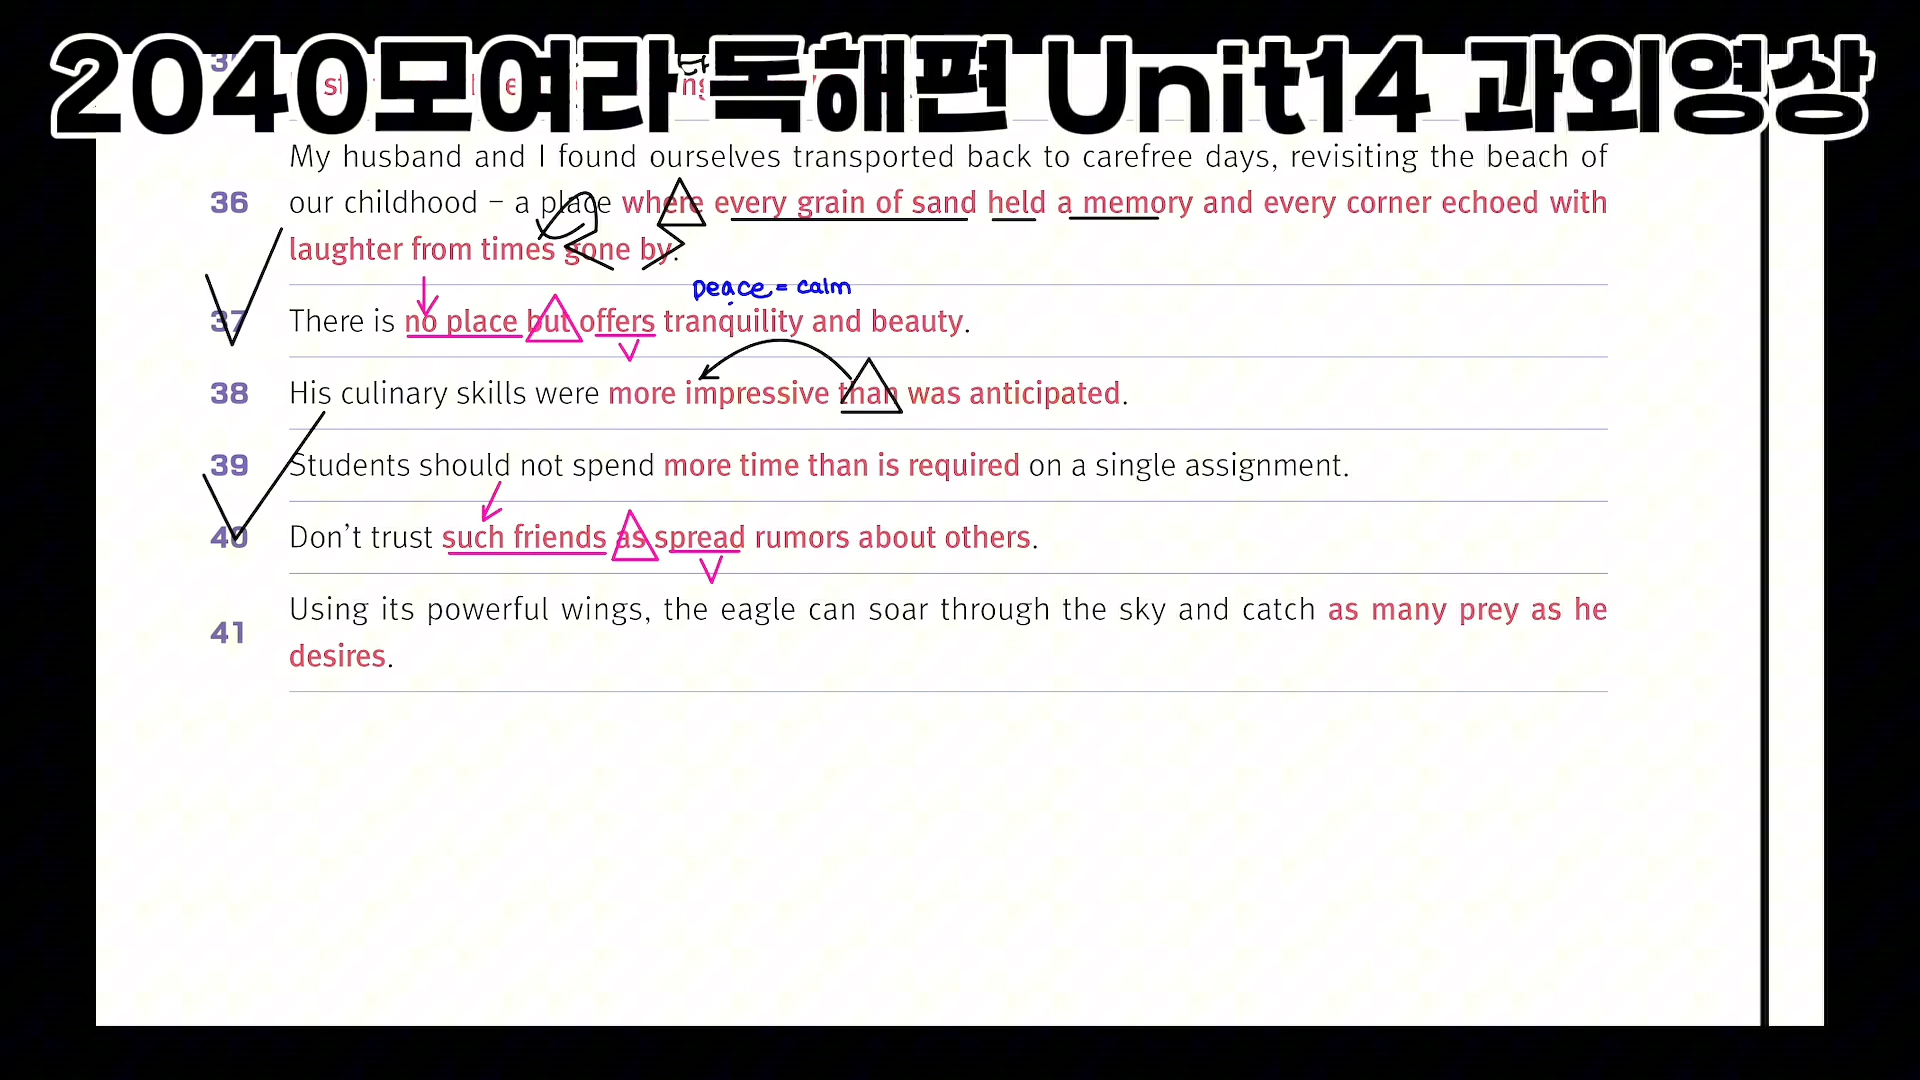 2040모여라 독해편 Unit14 과외영상
My husband and I found ourselves transported back to carefree days, revisiting the beach of
36 our childhood – a place where every grain of sand held a memory and every corner echoed with
laughter from times gone by.
peace = calm
37 There is no place but offers tranquility and beauty.
38 His culinary skills were more impressive than was anticipated.
39 Students should not spend more time than is required on a single assignment.
40 Don't trust such friends as spread rumors about others.
Using its powerful wings, the eagle can soar through the sky and catch as many prey as he
41
desires.